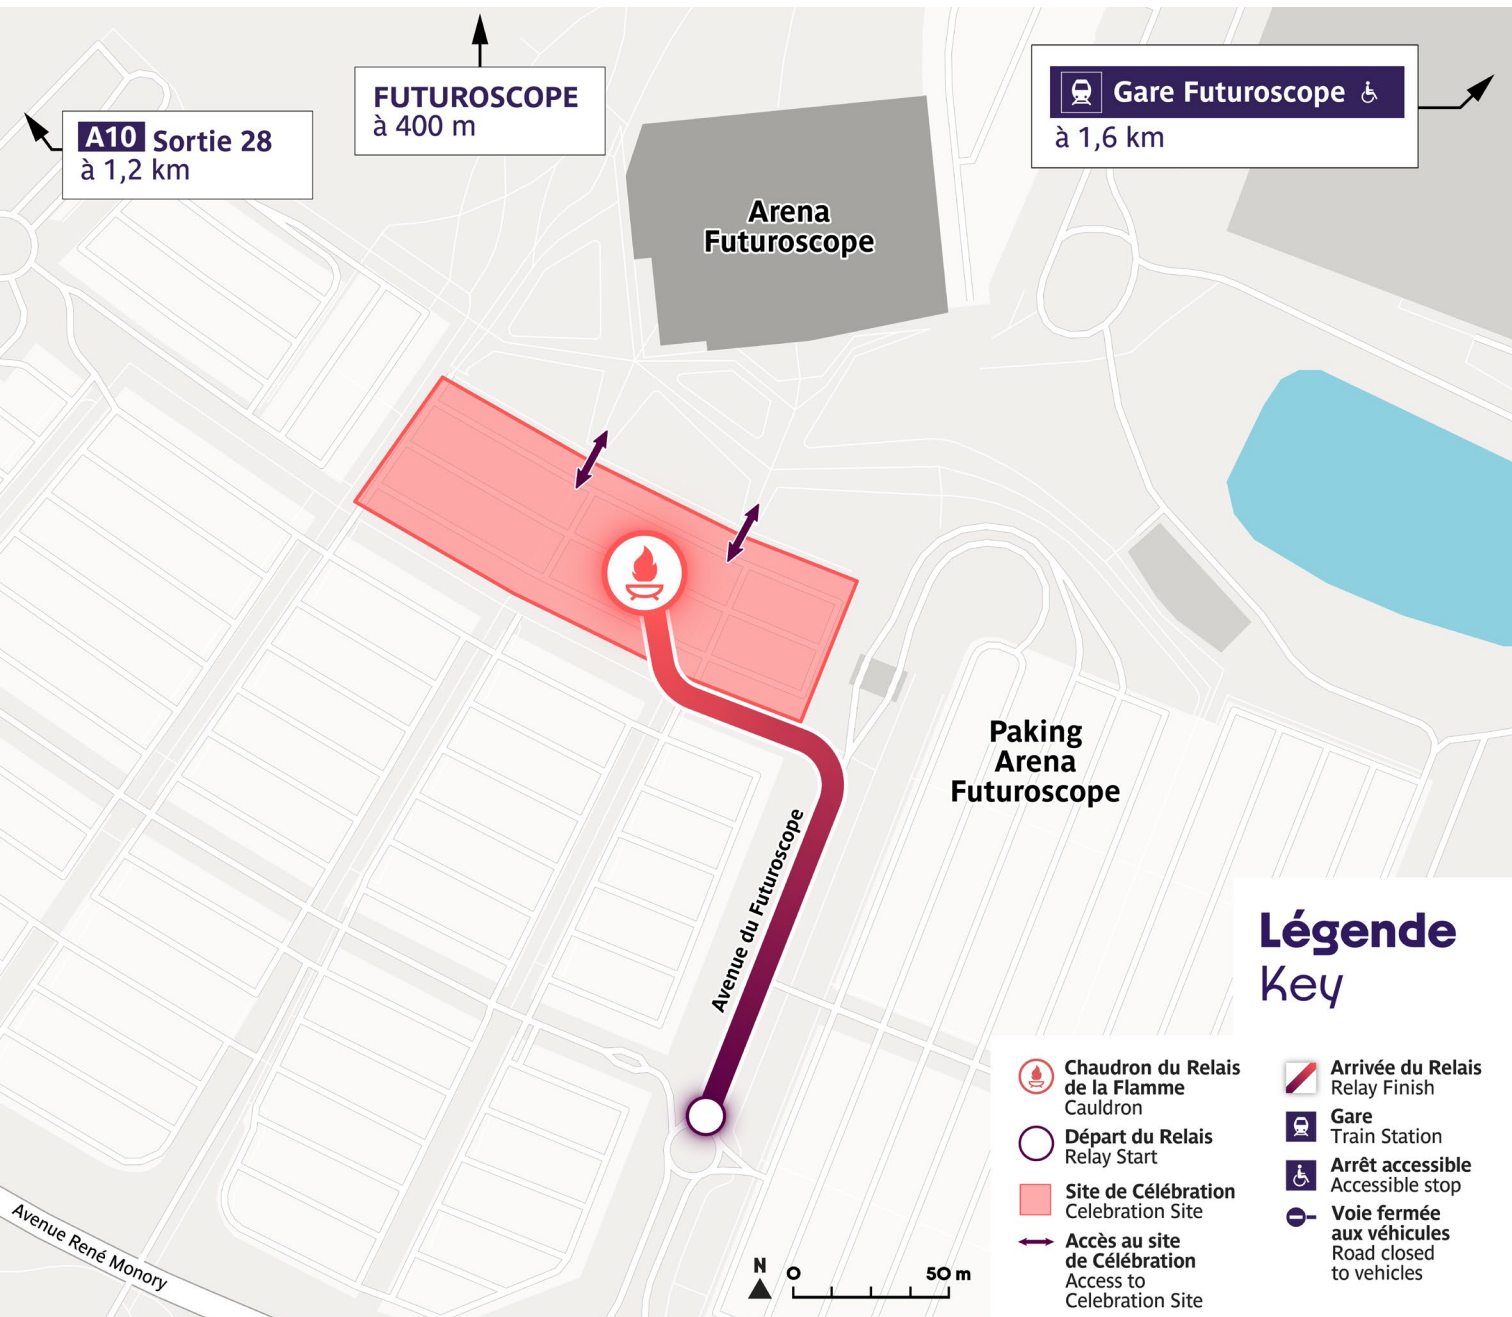 FUTUROSCOPE
à 400 m
A10 Sortie 28
à 1,2 km
Gare Futuroscope
à 1,6 km
Arena
Futuroscope
Paking
Arena
Futuroscope
Avenue du Futuroscope
Avenue René Monory
N
0 50 m
Légende
Key
Chaudron du Relais
de la Flamme
Cauldron
Départ du Relais
Relay Start
Site de Célébration
Celebration Site
Accès au site
de Célébration
Access to
Celebration Site
Arrivée du Relais
Relay Finish
Gare
Train Station
Arrêt accessible
Accessible stop
Voie fermée
aux véhicules
Road closed
to vehicles